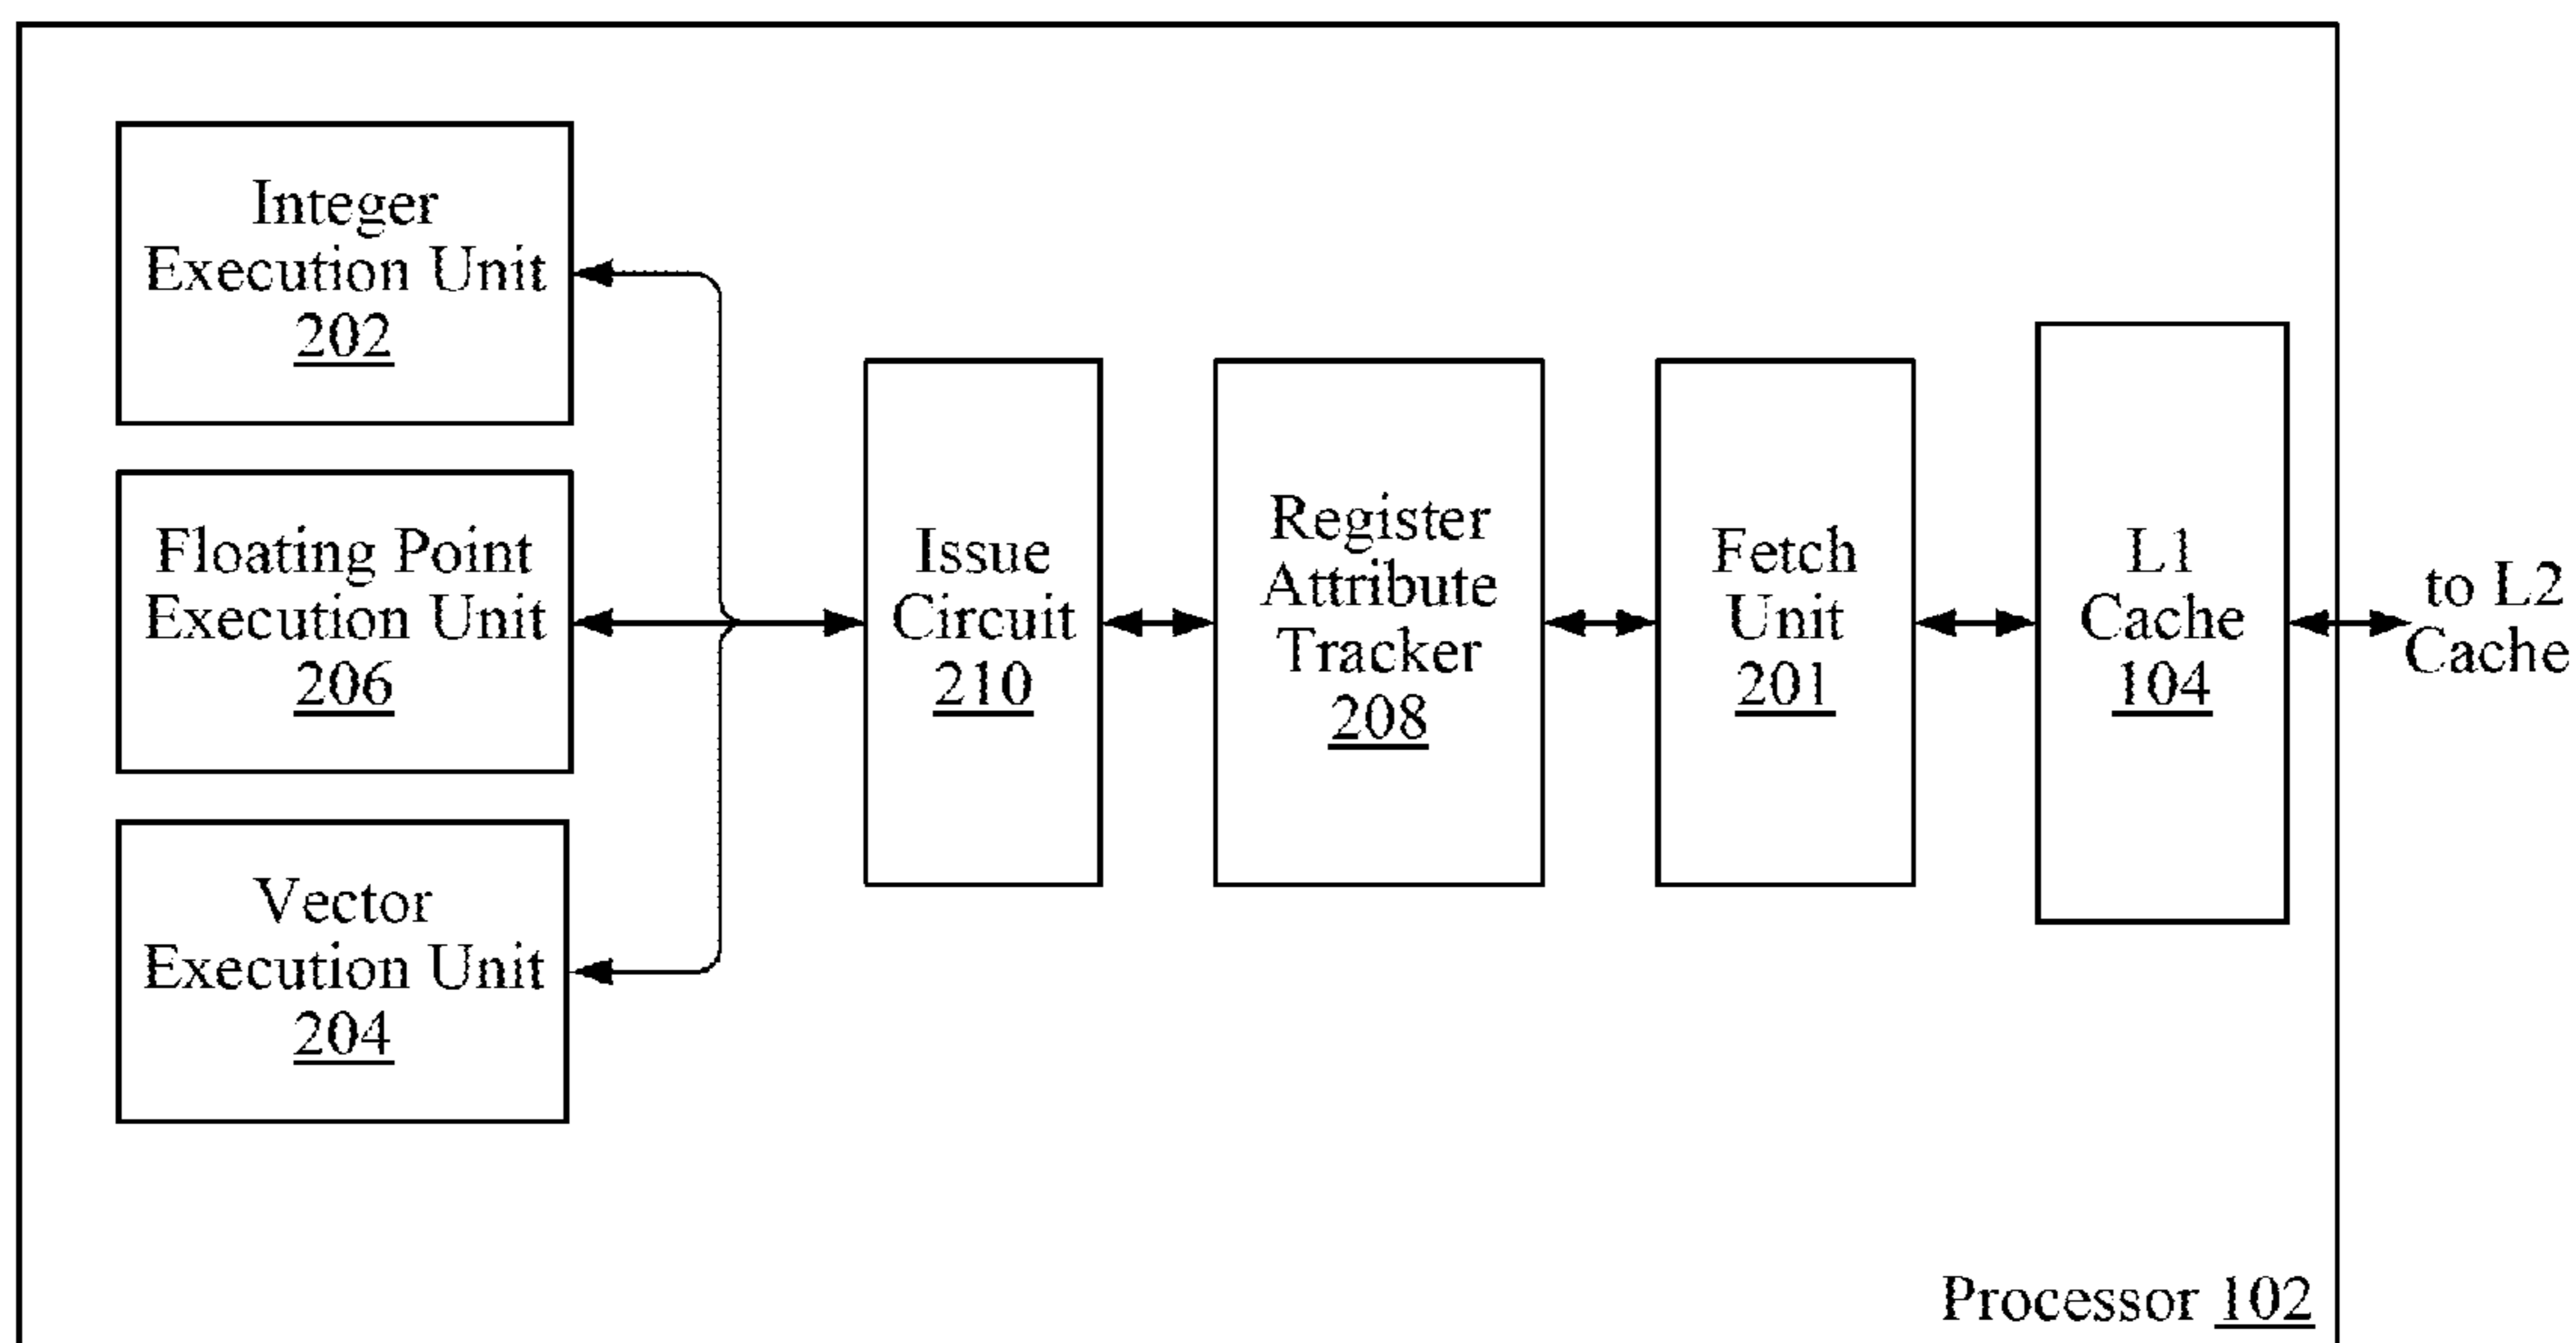 Integer
Execution Unit
202
Floating Point
Execution Unit
206
Vector
Execution Unit
204
Issue
Circuit
210
Register
Attribute
Tracker
208
Fetch
Unit
201
L1
Cache
104
to L2
Cache
Processor 102